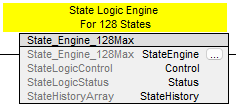 State Logic Engine
For 128 States
State_Engine_128Max
State_Engine_128Max StateEngine ...
StateLogicControl Control
StateLogicStatus Status
StateHistoryArray StateHistory